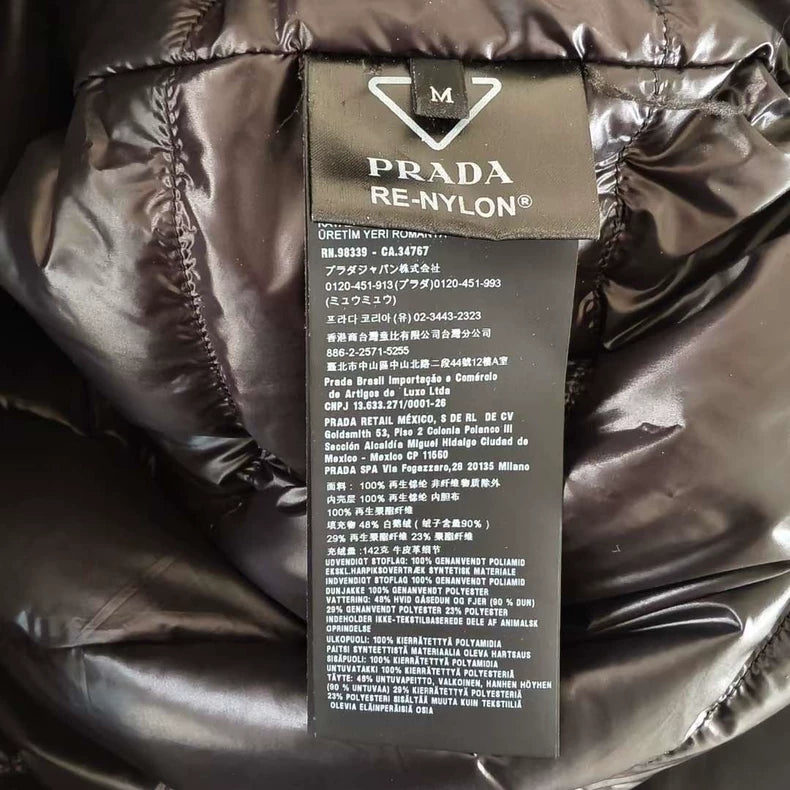 M
PRADA
RE-NYLON®
ÜRETİM YERİ ROMANYA
RN.98339 - CA.34767
プラダジャパン株式会社
0120-451-913(プラダ)0120-451-993
(ミュウミュウ)
프라다 코리아 (유) 02-3443-2323
香港商台灣壹比有限公司台灣分公司
886-2-2571-5255
臺北市中山區中山北路二段44號12樓A室
Prada Brasil Importação e Comércio
de Artigos de Luxo Ltda
CNPJ 13.633.271/0001-26
PRADA RETAIL MÉXICO, S DE RL DE CV
Goldsmith 53, Piso 2 Colonia Polanco III
Sección Alcaldía Miguel Hidalgo Ciudad de
Mexico - Mexico CP 11560
PRADA SPA Via Fogazzaro,28 20135 Milano
面料： 100% 再生锦纶 非纤维物质除外
内壳层 100% 再生锦纶 内胆布
100% 再生聚酯纤维
填充物 48% 白鹅绒（ 绒子含量90%）
29% 再生聚酯纤维 23% 聚酯纤维
充绒量:142克 牛皮革细节
UDVENDIGT STOFLAG: 100% GENANVENDT POLIAMID
EKSKL.HARPIKSOVERTRÆK SYNTETISK MATERIALE
INDVENDIGT STOFLAG: 100% GENANVENDT POLIAMID
DUNJAKKE 100% GENANVENDT POLYESTER
VATTERING: 48% HVID GÅSEDUN OG FJER (90 % DUN)
29% GENANVENDT POLYESTER 23% POLYESTER
INDEHOLDER IKKE-TEKSTILBASEREDE DELE AF ANIMALSK
OPRINDELSE
ULKOPUOLI: 100% KIERRÄTETTYÄ POLYAMIDIA
PAITSI SYNTEETTISTÄ MATERIAALIA OLEVA HARTSAUS
SISÄPUOLI: 100% KIERRÄTETTYÄ POLYAMIDIA
UNTUVATAKKI 100% KIERRÄTETTYÄ POLYESTERIÄ
TÄYTE: 48% UNTUVAPEITTO, VALKOINEN, HANHEN HÖYHEN
(90 % UNTUVAA) 29% KIERRÄTETTYÄ POLYESTERIÄ
23% POLYESTERI SISÄLTÄÄ MUUTA KUIN TEKSTIILIÄ
OLEVIA ELÄINPERÄISIÄ OSIA